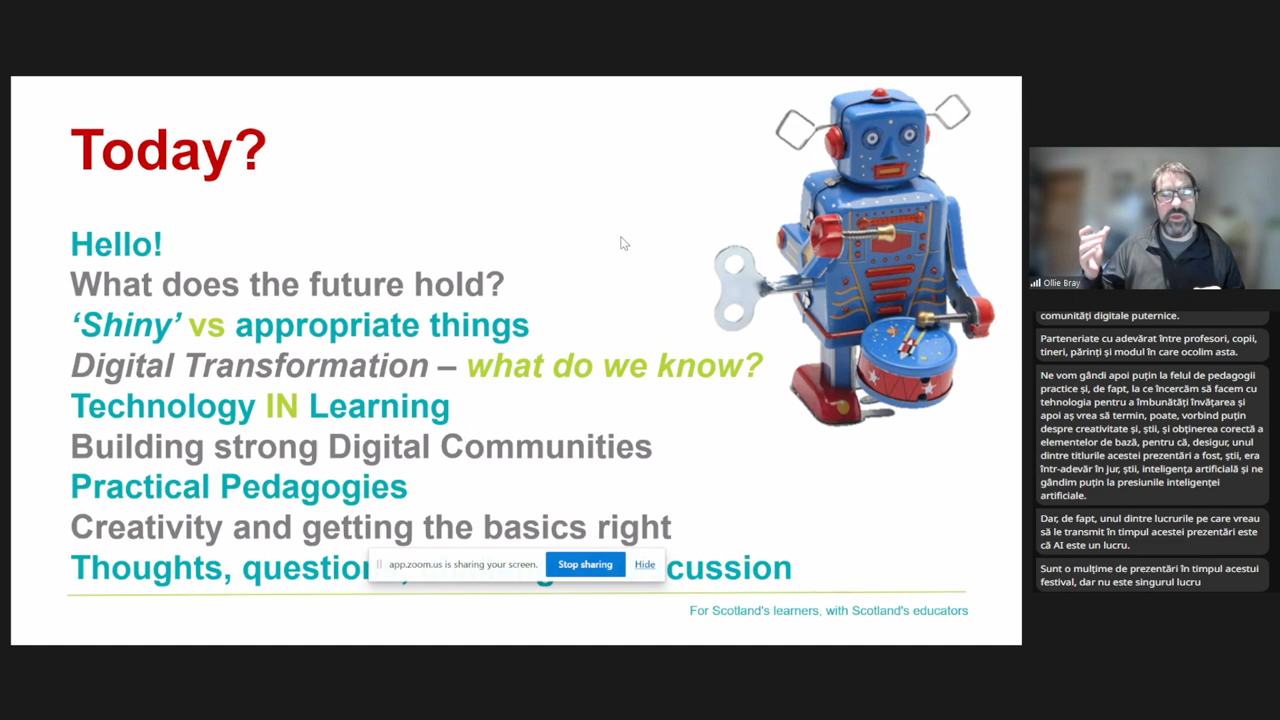 Today?
Hello!
What does the future hold?
‘Shiny’ vs appropriate things
Digital Transformation – what do we know?
Technology IN Learning
Building strong Digital Communities
Practical Pedagogies
Creativity and getting the basics right
Thoughts, cussion
app.zoom.us is sharing your screen. Stop sharing Hide
For Scotland's learners, with Scotland's educators
Ollie Bray
comunități digitale puternice.
Parteneriate cu adevărat între profesori, copii,
tineri, părinți și modul în care ocolim asta.
Ne vom gândi apoi puțin la felul de pedagogii
practice și, de fapt, la ce încercăm să facem cu
tehnologia pentru a îmbunătăți învățarea și
apoi aș vrea să termin, poate, vorbind puțin
despre creativitate și, știi, și obținerea corectă a
elementelor de bază, pentru că, desigur, unul
dintre titlurile acestei prezentări a fost, știi, era
într-adevăr în jur, știi, inteligența artificială și ne
gândim puțin la presiunile inteligenței
artificiale.
Dar, de fapt, unul dintre lucrurile pe care vreau
să le transmit în timpul acestei prezentări este
că AI este un lucru.
Sunt o mulțime de prezentări în timpul acestui
festival, dar nu este singurul lucru